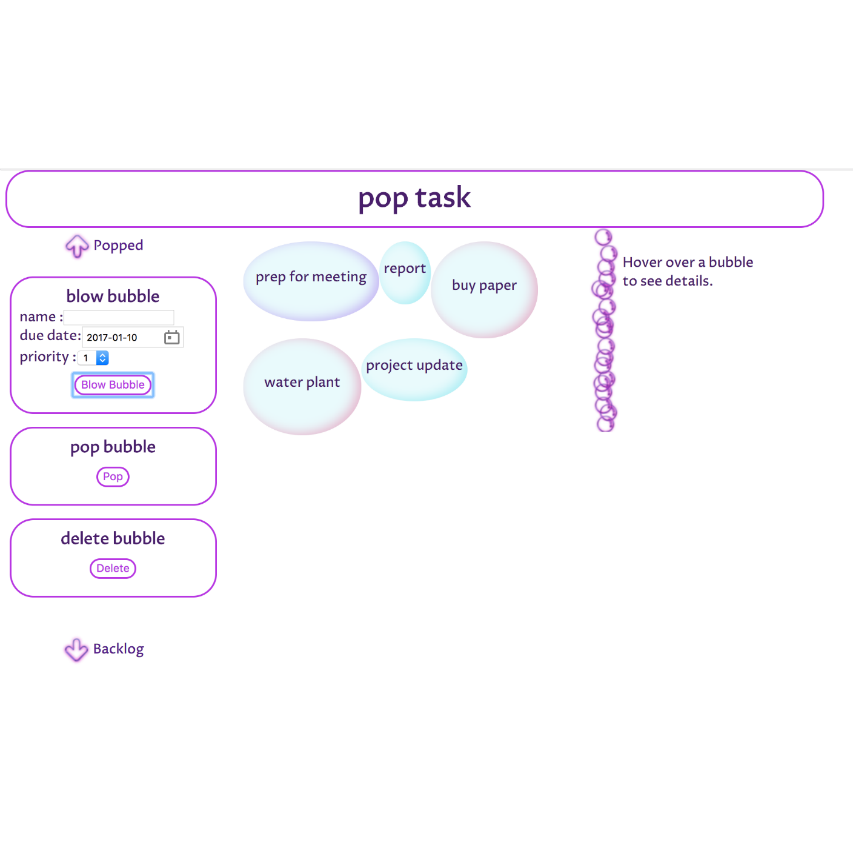 pop task
Popped
blow bubble
name :
due date: 2017-01-10
priority : 1
Blow Bubble
pop bubble
Pop
delete bubble
Delete
Backlog
prep for meeting
report
buy paper
water plant
project update
Hover over a bubble
to see details.